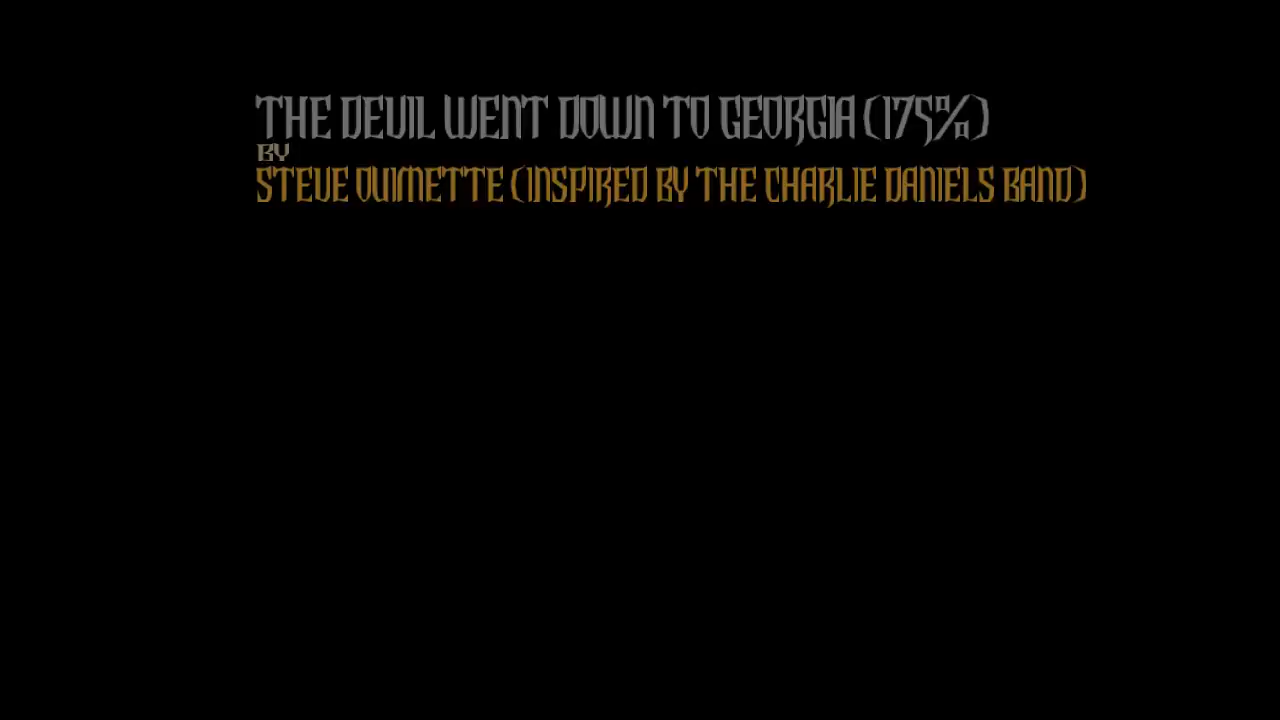 THE DEVIL WENT DOWN TO GEORGIA (175%)
BY
STEVE OUIMETTE (INSPIRED BY THE CHARLIE DANIELS BAND)